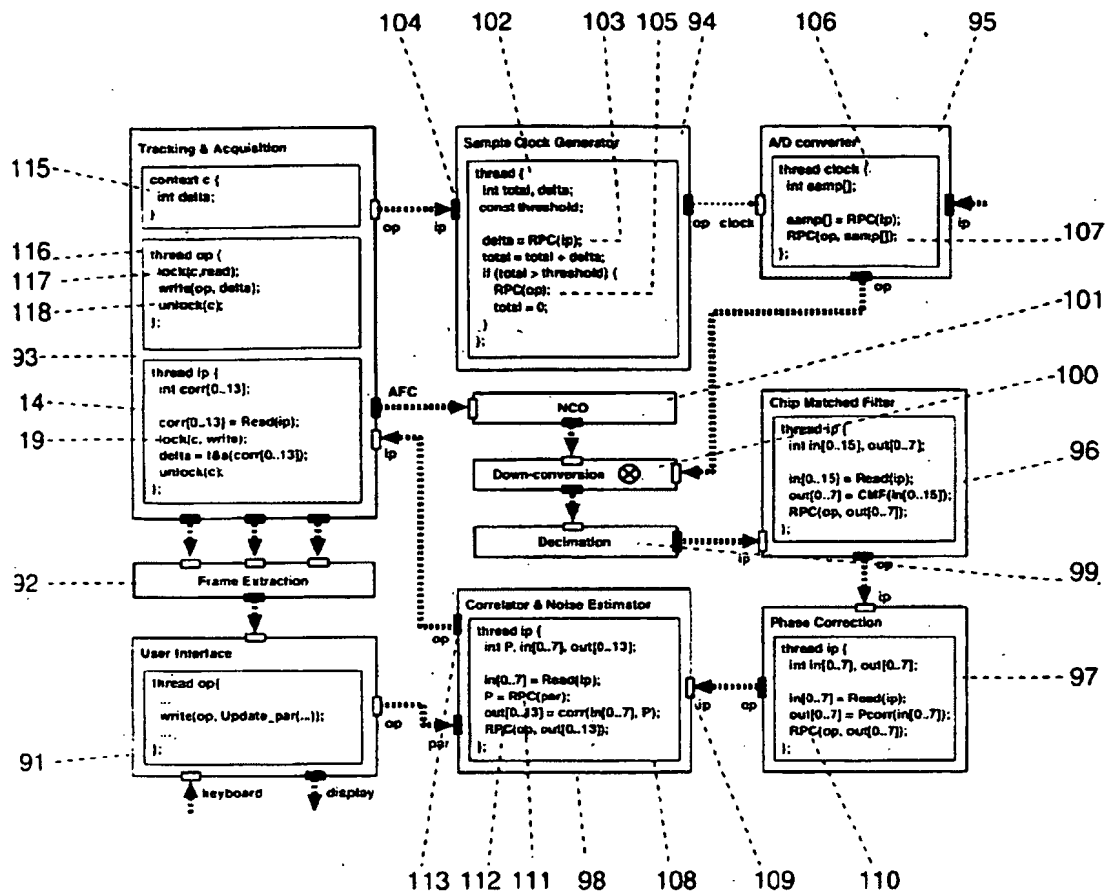 104 102 103 105 94 106 95
Tracking & Acquisition
115
context c {
int delta;
}
116
thread op {
117
lock(c,read);
write(op, delta);
118
unlock(c);
};
93
thread ip {
int corr[0..13];
14
corr[0..13] = Read(ip);
19
lock(c, write);
delta = t&a(corr[0..13]);
unlock(c);
};
op
ip
AFC
ip
Sample Clock Generator
thread {
int total, delta;
const threshold;
delta = RPC(ip);
total = total + delta;
if (total > threshold) {
RPC(op);
total = 0;
}
};
op clock
A/D converter
thread clock {
int samp[];
samp[] = RPC(ip);
RPC(op, samp[]);
};
ip
op
107
101
100
NCO
Down-conversion
Decimation
ip
Chip Matched Filter
thread ip {
int in[0..15], out[0..7];
in[0..15] = Read(ip);
out[0..7] = CMF(in[0..15]);
RPC(op, out[0..7]);
};
96
op
99
ip
92
Frame Extraction
User Interface
thread op{
...
write(op, Update_par(...));
...
};
91
keyboard
display
op
par
op
Correlator & Noise Estimator
thread ip {
int P, in[0..7], out[0..13];
in[0..7] = Read(ip);
P = RPC(par);
out[0..13] = corr(in[0..7], P);
RPC(op, out[0..13]);
};
ip op
Phase Correction
thread ip {
int in[0..7], out[0..7];
in[0..7] = Read(ip);
out[0..7] = Pcorr(in[0..7]);
RPC(op, out[0..7]);
};
97
113 112 111 98 108 109 110